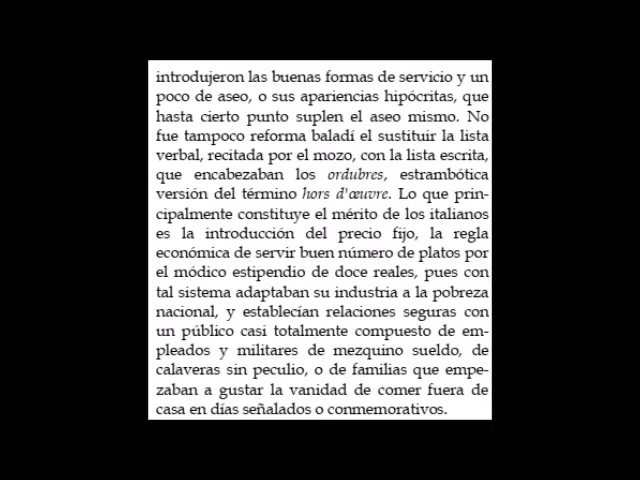 introdujeron las buenas formas de servicio y un
poco de aseo, o sus apariencias hipócritas, que
hasta cierto punto suplen el aseo mismo. No
fue tampoco reforma baladí el sustituir la lista
verbal, recitada por el mozo, con la lista escrita,
que encabezaban los ordubres, estrambótica
versión del término hors d'œuvre. Lo que prin-
cipalmente constituye el mérito de los italianos
es la introducción del precio fijo, la regla
económica de servir buen número de platos por
el módico estipendio de doce reales, pues con
tal sistema adaptaban su industria a la pobreza
nacional, y establecían relaciones seguras con
un público casi totalmente compuesto de em-
pleados y militares de mezquino sueldo, de
calaveras sin peculio, o de familias que empe-
zaban a gustar la vanidad de comer fuera de
casa en días señalados o conmemorativos.